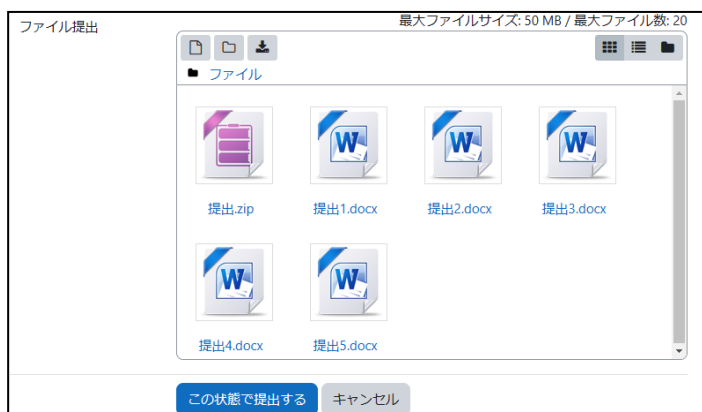 ファイル提出
最大ファイルサイズ: 50 MB / 最大ファイル数: 20
ファイル
提出.zip
提出1.docx
提出2.docx
提出3.docx
提出4.docx
提出5.docx
この状態で提出する
キャンセル